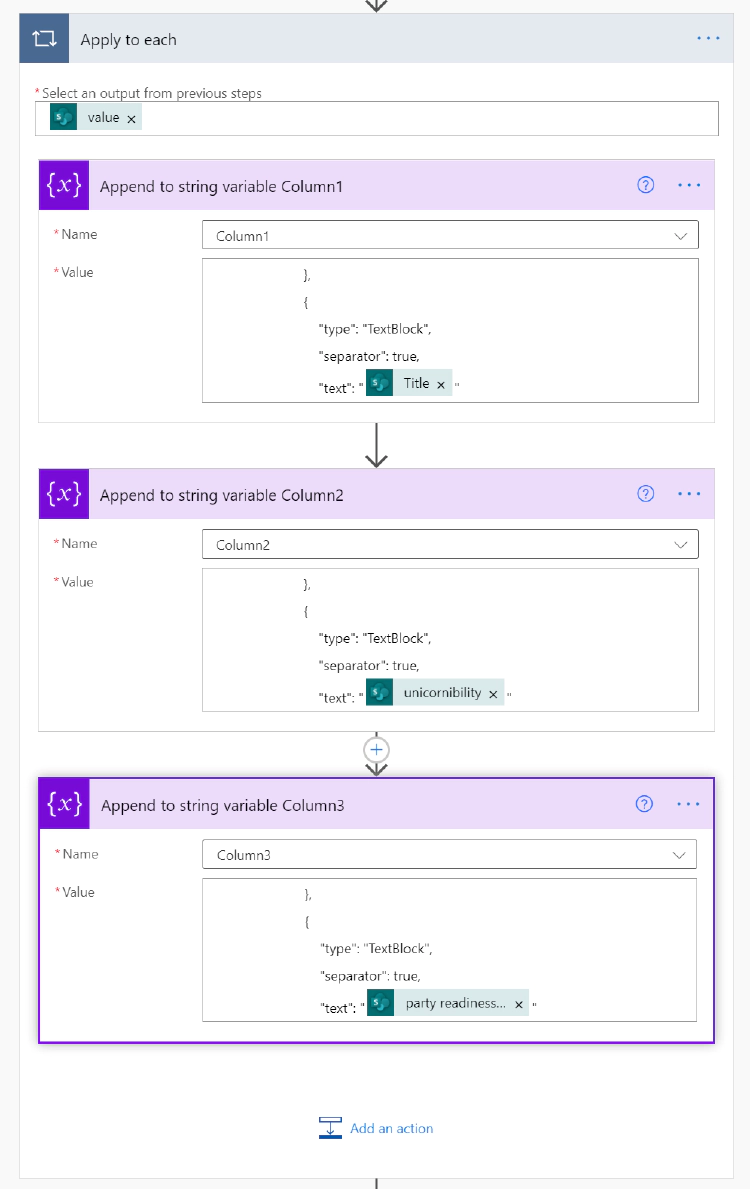 Apply to each
* Select an output from previous steps
value ×
{x} Append to string variable Column1
* Name Column1
* Value
},
{
"type": "TextBlock",
"separator": true,
"text": " Title × "
{x} Append to string variable Column2
* Name Column2
* Value
},
{
"type": "TextBlock",
"separator": true,
"text": " unicornibility × "
{x} Append to string variable Column3
* Name Column3
* Value
},
{
"type": "TextBlock",
"separator": true,
"text": " party readiness... × "
Add an action